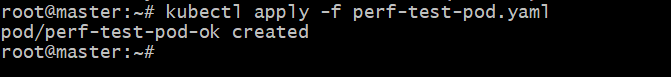 root@master:~# kubectl apply -f perf-test-pod.yaml
pod/perf-test-pod-ok created
root@master:~#